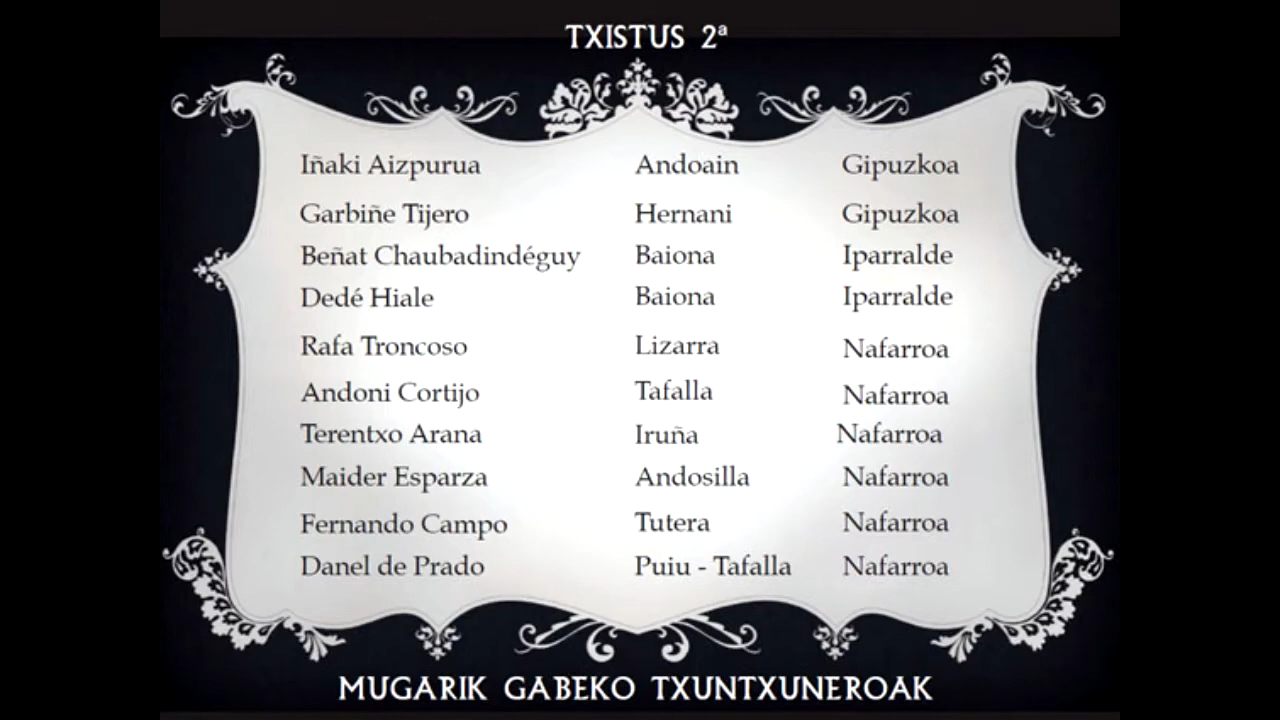 TXISTUS 2ª
Iñaki Aizpurua Andoain Gipuzkoa
Garbiñe Tijero Hernani Gipuzkoa
Beñat Chaubadindéguy Baiona Iparralde
Dedé Hiale Baiona Iparralde
Rafa Troncoso Lizarra Nafarroa
Andoni Cortijo Tafalla Nafarroa
Terentxo Arana Iruña Nafarroa
Maider Esparza Andosilla Nafarroa
Fernando Campo Tutera Nafarroa
Danel de Prado Puiu - Tafalla Nafarroa
MUGARIK GABEKO TXUNTXUNEROAK